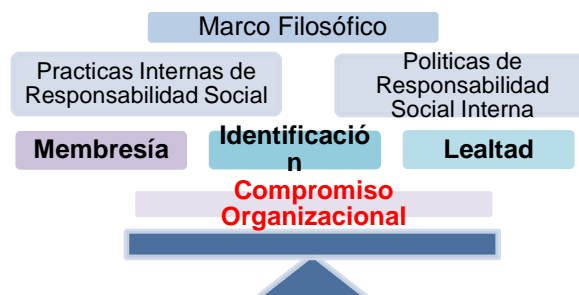 Marco Filosófico
Practicas Internas de
Responsabilidad Social
Politicas de
Responsabilidad
Social Interna
Membresía
Identificació
n
Lealtad
Compromiso
Organizacional